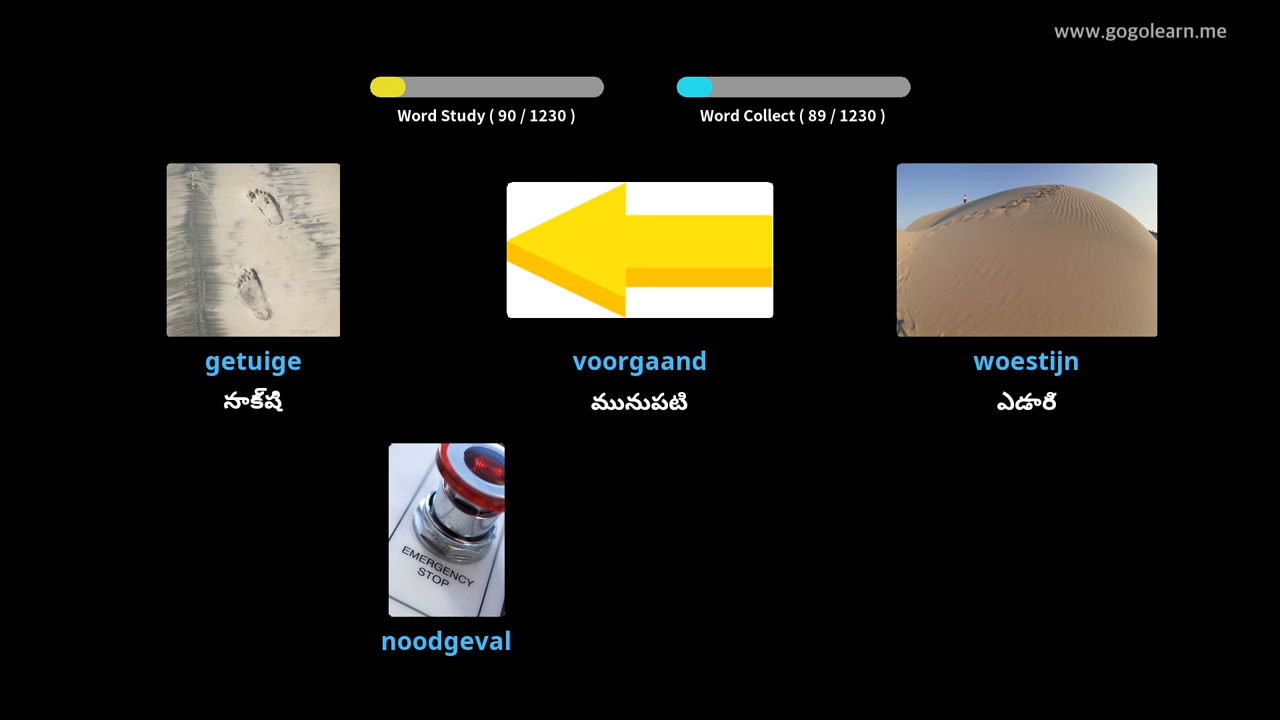 www.gogolearn.me
Word Study ( 90 / 1230 )
Word Collect ( 89 / 1230 )
getuige
voorgaand
woestijn
సాక్షి
మునుపటి
ఎడారి
EMERGENCY
STOP
noodgeval